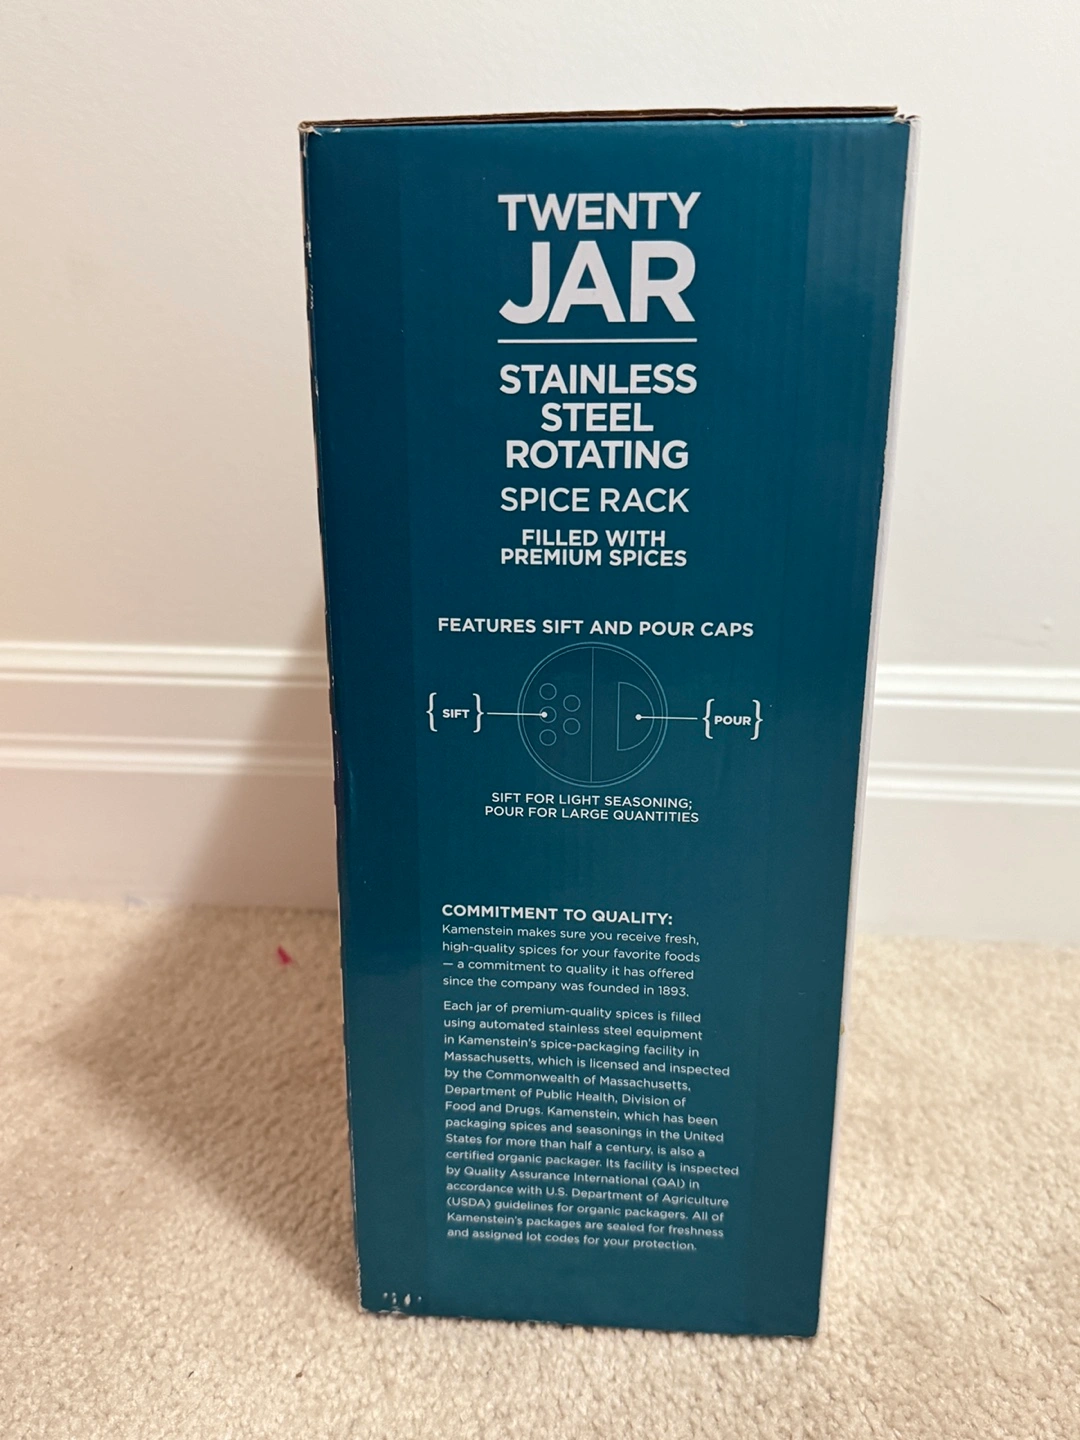 TWENTY
JAR
STAINLESS
STEEL
ROTATING
SPICE RACK
FILLED WITH
PREMIUM SPICES
FEATURES SIFT AND POUR CAPS
{SIFT} {POUR}
SIFT FOR LIGHT SEASONING;
POUR FOR LARGE QUANTITIES
COMMITMENT TO QUALITY:
Kamenstein makes sure you receive fresh,
high-quality spices for your favorite foods
— a commitment to quality it has offered
since the company was founded in 1893.
Each jar of premium-quality spices is filled
using automated stainless steel equipment
in Kamenstein's spice-packaging facility in
Massachusetts, which is licensed and inspected
by the Commonwealth of Massachusetts,
Department of Public Health, Division of
Food and Drugs. Kamenstein, which has been
packaging spices and seasonings in the United
States for more than half a century, is also a
certified organic packager. Its facility is inspected
by Quality Assurance International (QAI) in
accordance with U.S. Department of Agriculture
(USDA) guidelines for organic packagers. All of
Kamenstein's packages are sealed for freshness
and assigned lot codes for your protection.